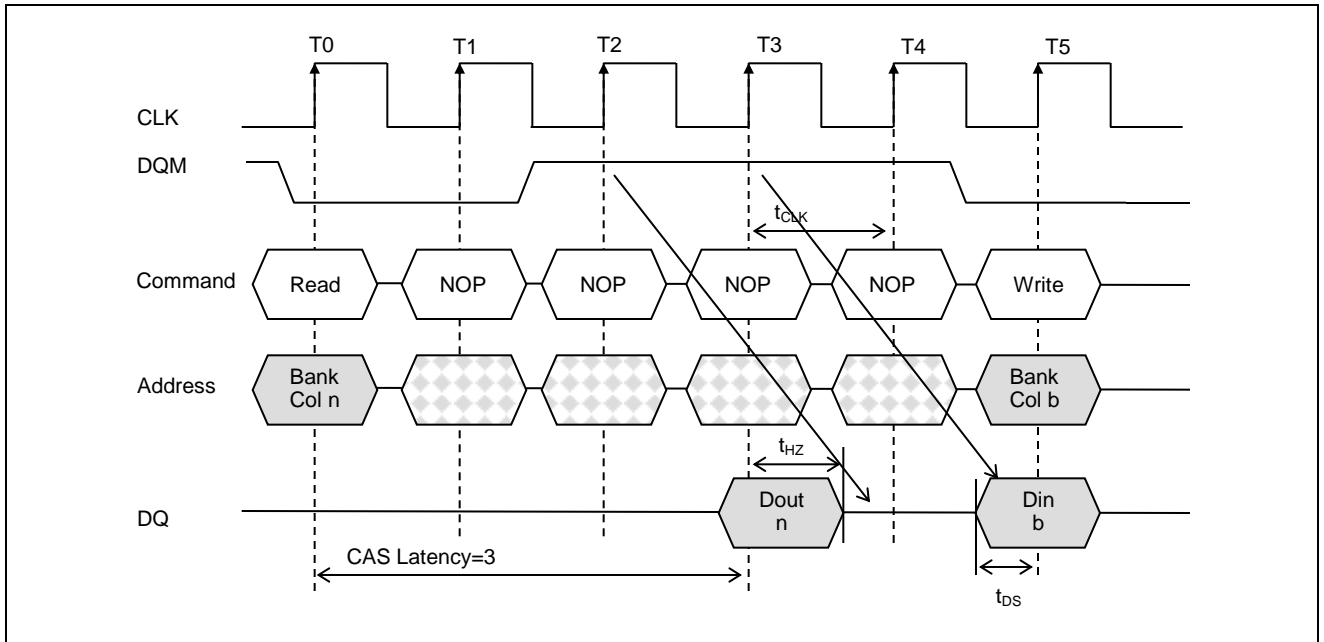 T0 T1 T2 T3 T4 T5
CLK
DQM
tCLK
Command Read NOP NOP NOP NOP Write
Address Bank Col n Bank Col b
tHZ
DQ Dout n Din b
CAS Latency=3
tDS